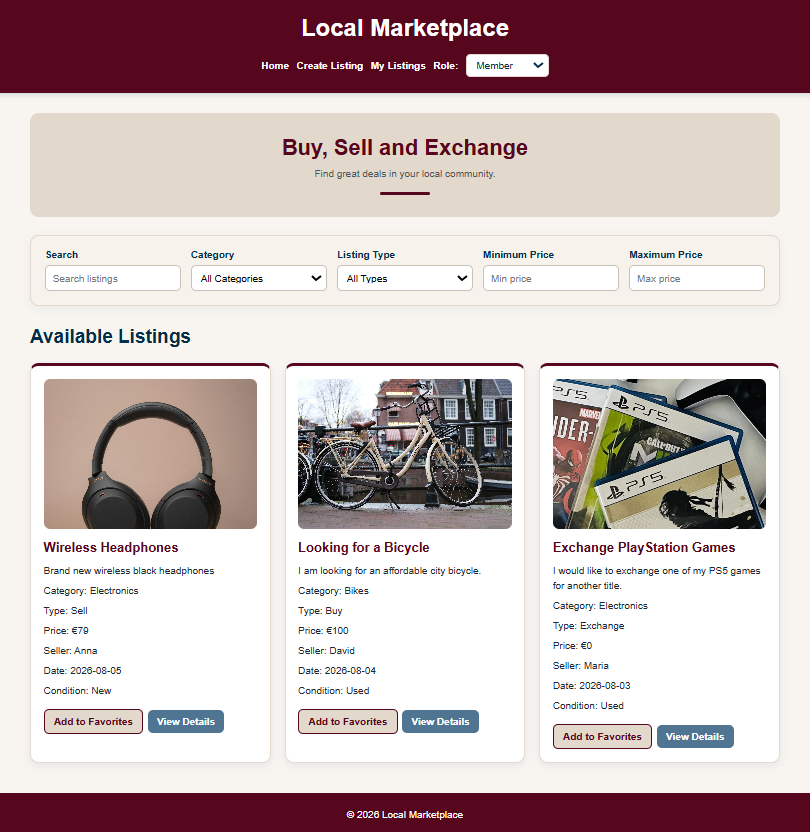 Local Marketplace
Home Create Listing My Listings Role: Member
Buy, Sell and Exchange
Find great deals in your local community.
Search Category Listing Type Minimum Price Maximum Price
Search listings All Categories All Types Min price Max price
Available Listings
PS5
MARVEL
DER-
PS5
CALL OF DUTY
PS5
Wireless Headphones
Brand new wireless black headphones
Category: Electronics
Type: Sell
Price: €79
Seller: Anna
Date: 2026-08-05
Condition: New
Add to Favorites View Details
Looking for a Bicycle
I am looking for an affordable city bicycle.
Category: Bikes
Type: Buy
Price: €100
Seller: David
Date: 2026-08-04
Condition: Used
Add to Favorites View Details
Exchange PlayStation Games
I would like to exchange one of my PS5 games
for another title.
Category: Electronics
Type: Exchange
Price: €0
Seller: Maria
Date: 2026-08-03
Condition: Used
Add to Favorites View Details
© 2026 Local Marketplace